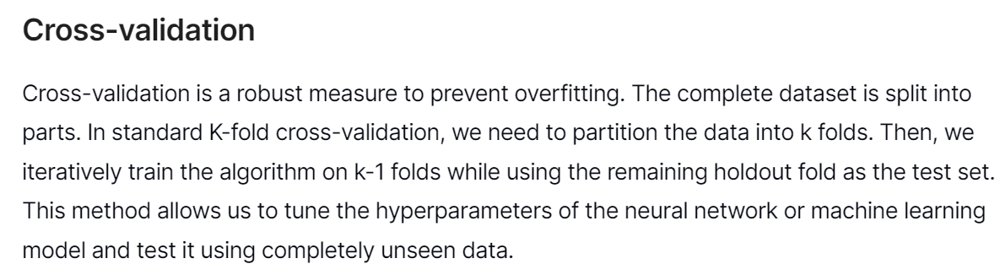 Cross-validation
Cross-validation is a robust measure to prevent overfitting. The complete dataset is split into
parts. In standard K-fold cross-validation, we need to partition the data into k folds. Then, we
iteratively train the algorithm on k-1 folds while using the remaining holdout fold as the test set.
This method allows us to tune the hyperparameters of the neural network or machine learning
model and test it using completely unseen data.